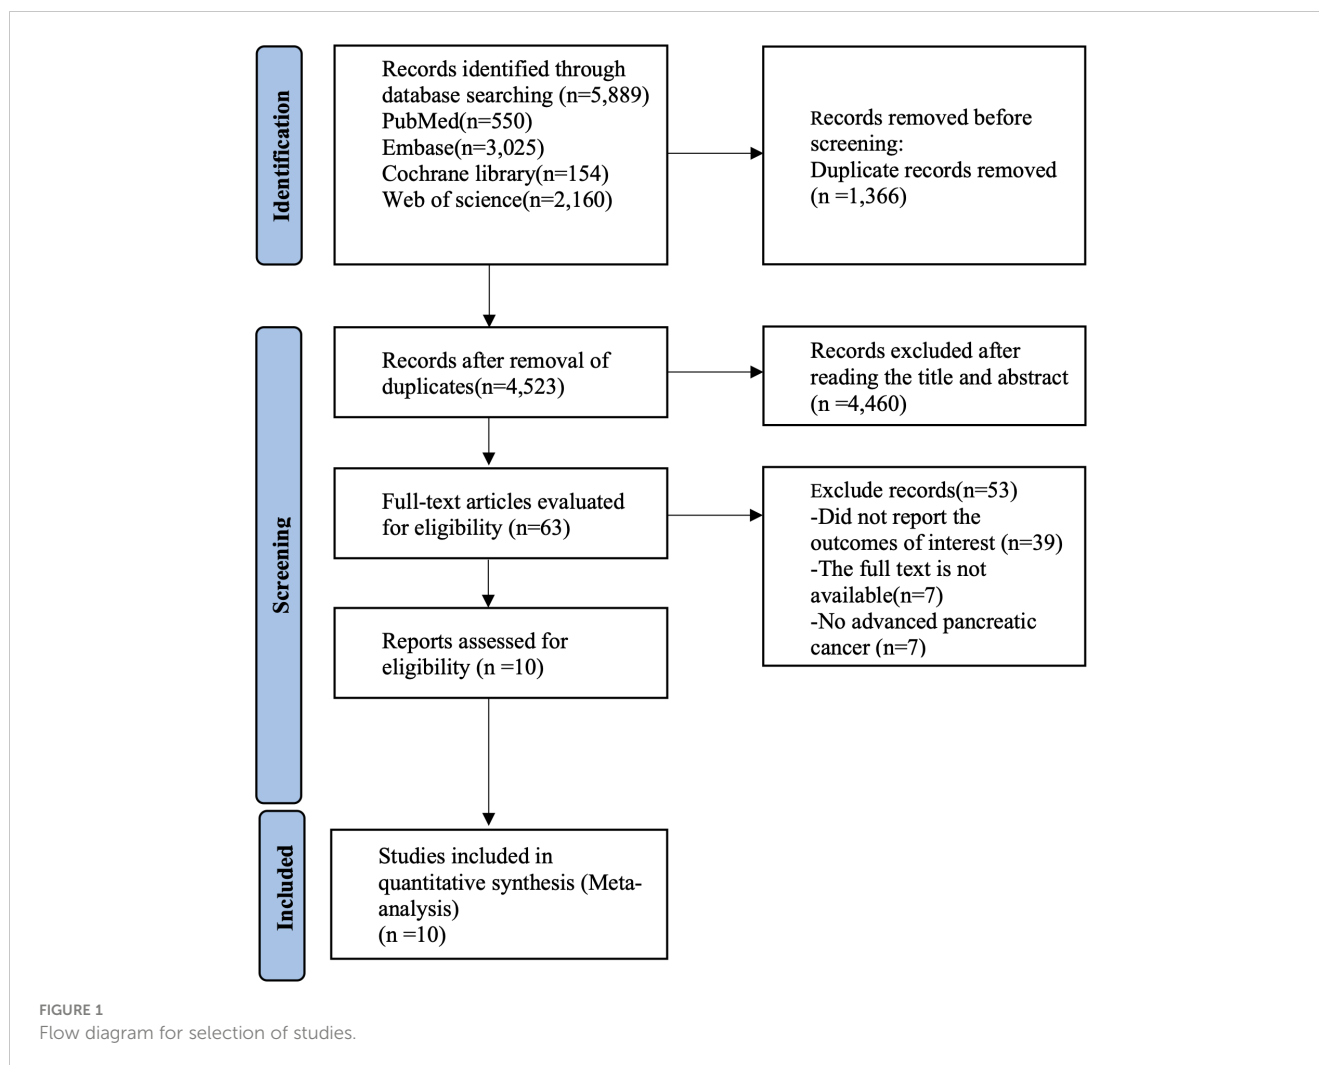 Identification
Records identified through
database searching (n=5,889)
PubMed(n=550)
Embase(n=3,025)
Cochrane library(n=154)
Web of science(n=2,160)
Records removed before
screening:
Duplicate records removed
(n =1,366)
Screening
Records after removal of
duplicates(n=4,523)
Records excluded after
reading the title and abstract
(n =4,460)
Full-text articles evaluated
for eligibility (n=63)
Exclude records(n=53)
-Did not report the
outcomes of interest (n=39)
-The full text is not
available(n=7)
-No advanced pancreatic
cancer (n=7)
Reports assessed for
eligibility (n =10)
Included
Studies included in
quantitative synthesis (Meta-
analysis)
(n =10)
FIGURE 1
Flow diagram for selection of studies.